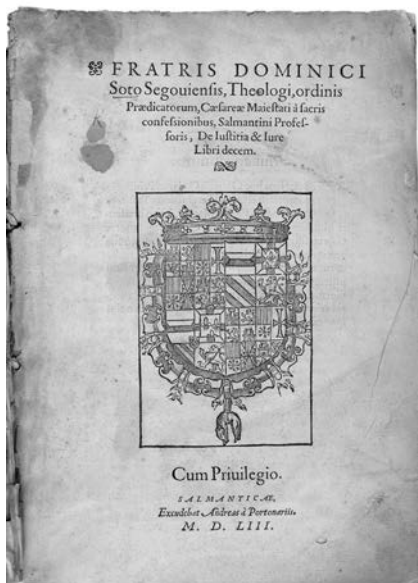 FRATRIS DOMINICI
Soto Segouiensis, Theologi, ordinis
Prædicatorum, Cæsareæ Maiestati à sacris
confessionibus, Salmantini Profes-
soris, De Iustitia & Iure
Libri decem.
Cum Priuilegio.
SALMANTICAE,
Excudebat Andreas à Portonariis.
M. D. LIII.